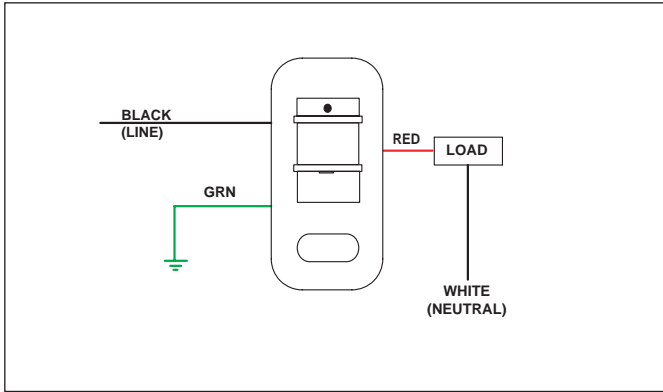 BLACK
(LINE)
RED
LOAD
GRN
WHITE
(NEUTRAL)